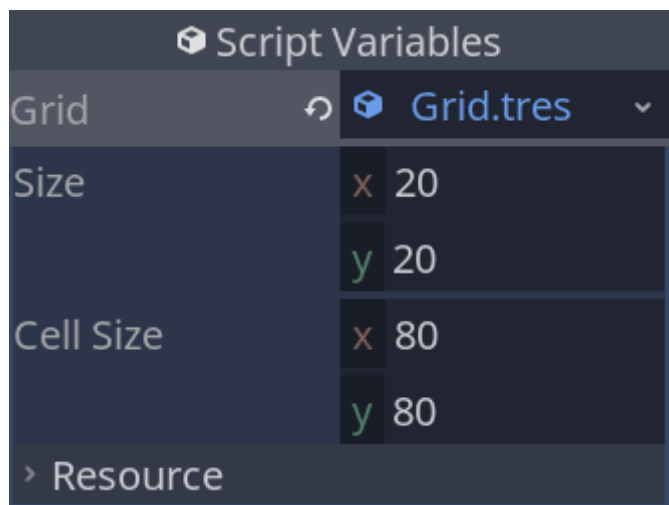 Script Variables
Grid Grid.tres
Size x 20
y 20
Cell Size x 80
y 80
Resource